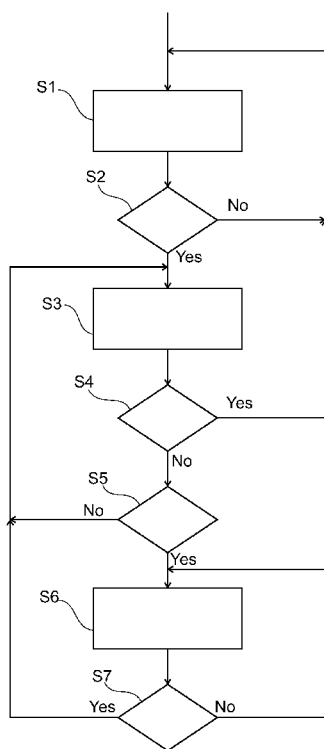 S1
S2
No
Yes
S3
S4
Yes
No
S5
No
Yes
S6
S7
Yes
No